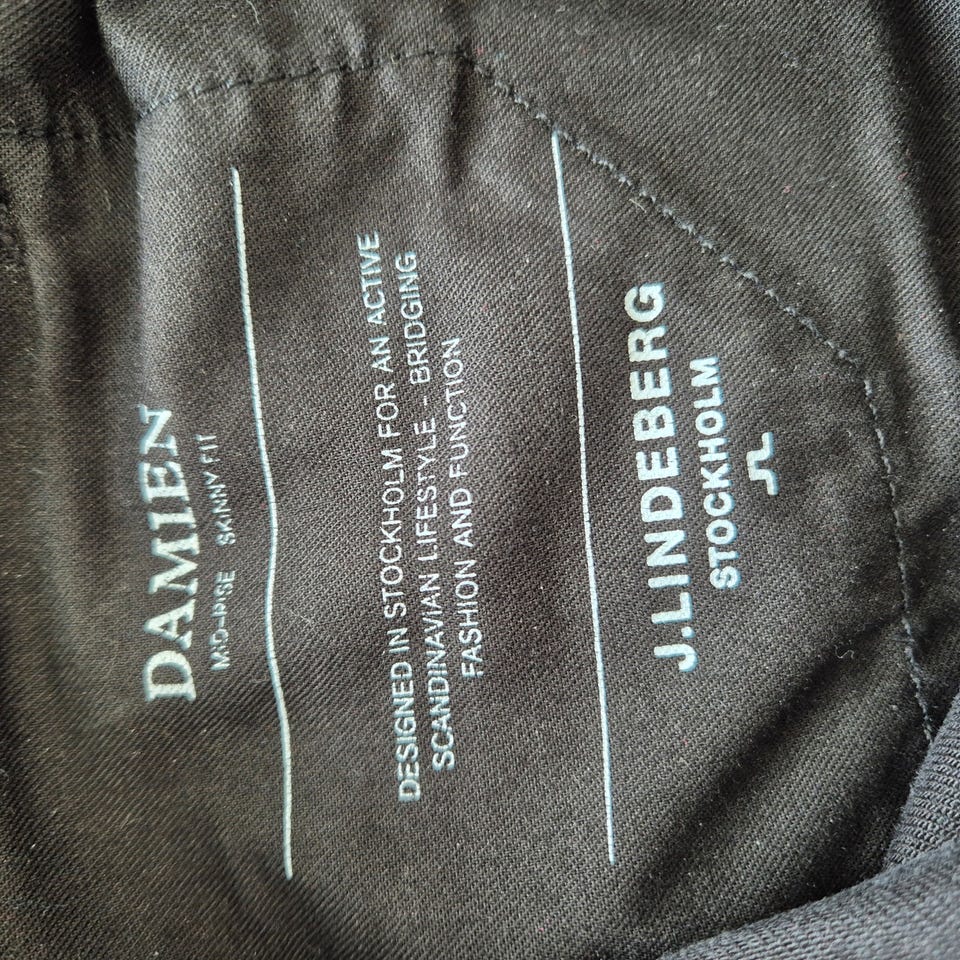 DAMIEN
MID-RISE SKINNY FIT
DESIGNED IN STOCKHOLM FOR AN ACTIVE
SCANDINAVIAN LIFESTYLE - BRIDGING
FASHION AND FUNCTION
J.LINDEBERG
STOCKHOLM